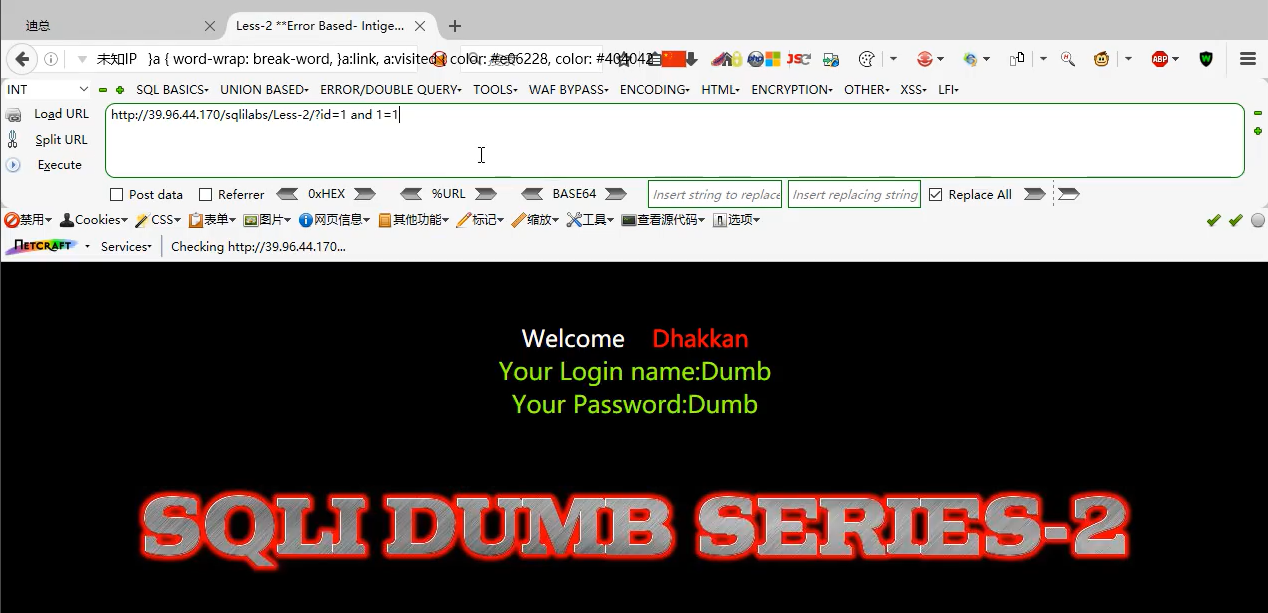 迪总
Less-2 **Error Based- Intige...
未知IP }a { word-wrap: break-word, }a:link, a:visited { color: #e06228, color: #404042
INT SQL BASICS UNION BASED ERROR/DOUBLE QUERY TOOLS WAF BYPASS ENCODING HTML ENCRYPTION OTHER XSS LFI
Load URL http://39.96.44.170/sqlilabs/Less-2/?id=1 and 1=1
Split URL
Execute
Post data Referrer 0xHEX %URL BASE64 Insert string to replace Insert replacing string Replace All
禁用 Cookies CSS 表单 图片 网页信息 其他功能 标记 缩放 工具 查看源代码 选项
NETCRAFT Services Checking http://39.96.44.170...
Welcome Dhakkan
Your Login name:Dumb
Your Password:Dumb
SQLI DUMB SERIES-2